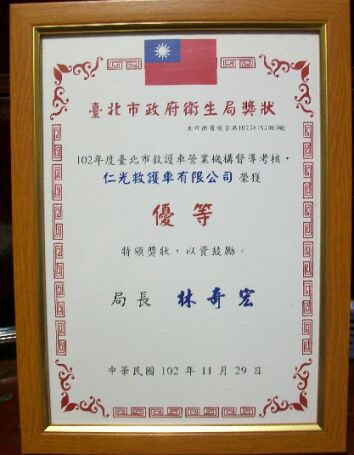 臺北市政府衛生局獎狀
102年度臺北市救護車營業機構督導考核，
仁光救護車有限公司 榮獲
優等
特頒獎狀，以資鼓勵。
局長 林奇宏
中華民國 102 年 11 月 29 日